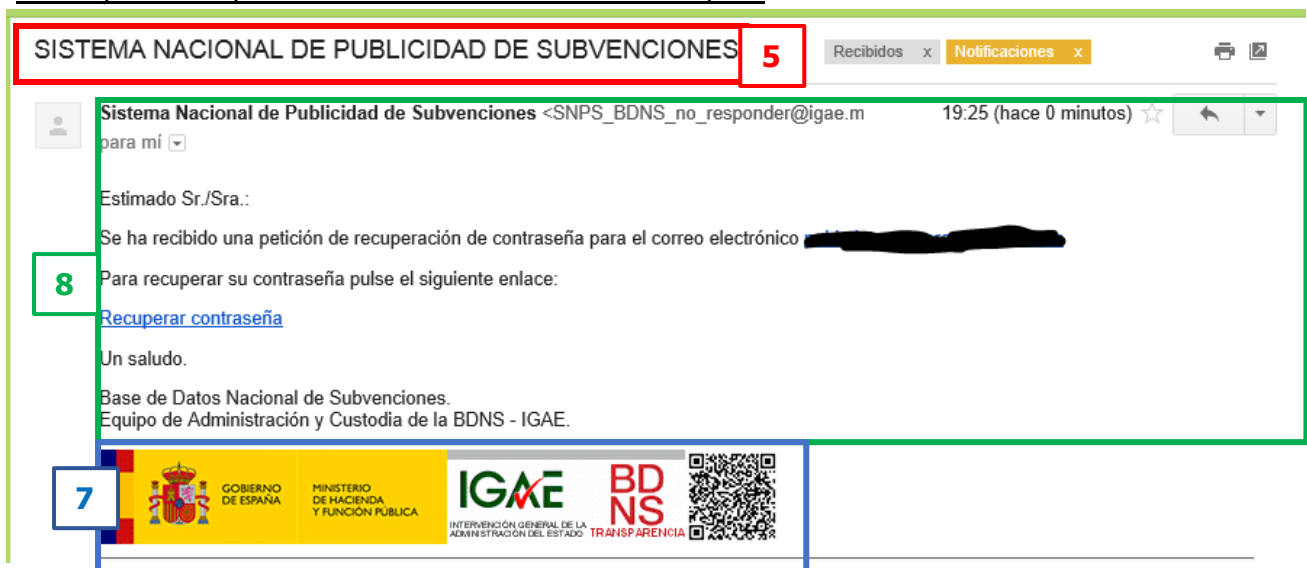 SISTEMA NACIONAL DE PUBLICIDAD DE SUBVENCIONES
5
Recibidos x Notificaciones x
Sistema Nacional de Publicidad de Subvenciones <SNPS_BDNS_no_responder@igae.m 19:25 (hace 0 minutos)
para mí
Estimado Sr./Sra.:
Se ha recibido una petición de recuperación de contraseña para el correo electrónico
8
Para recuperar su contraseña pulse el siguiente enlace:
Recuperar contraseña
Un saludo.
Base de Datos Nacional de Subvenciones.
Equipo de Administración y Custodia de la BDNS - IGAE.
7
GOBIERNO
DE ESPAÑA
MINISTERIO
DE HACIENDA
Y FUNCIÓN PÚBLICA
IGAE
INTERVENCIÓN GENERAL DE LA
ADMINISTRACIÓN DEL ESTADO
BD
NS
TRANSPARENCIA